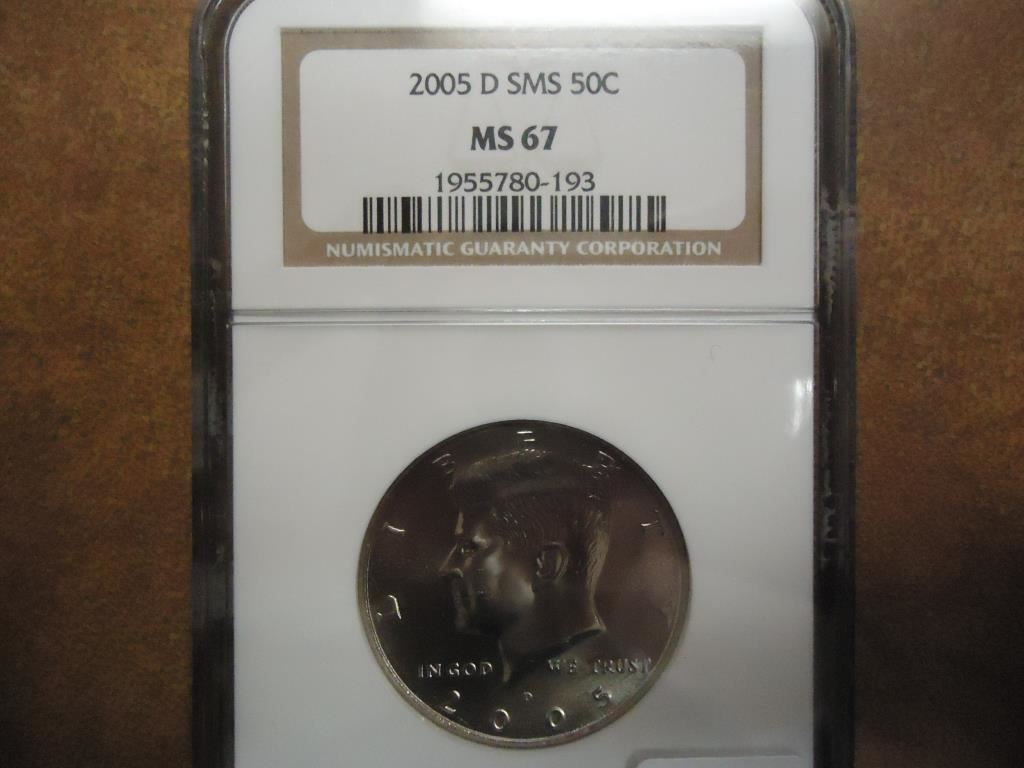 2005 D SMS 50C
MS 67
1955780-193
NUMISMATIC GUARANTY CORPORATION
LIBERTY
IN GOD WE TRUST
D
2005